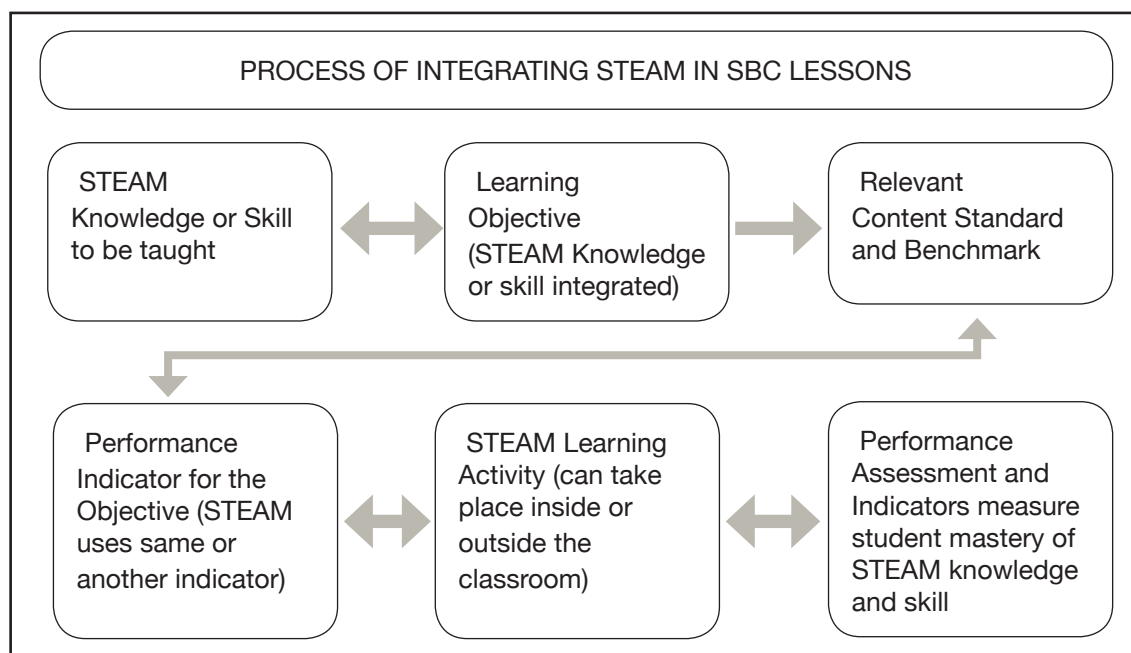 PROCESS OF INTEGRATING STEAM IN SBC LESSONS
STEAM
Knowledge or Skill
to be taught
Learning
Objective
(STEAM Knowledge
or skill integrated)
Relevant
Content Standard
and Benchmark
Performance
Indicator for the
Objective (STEAM
uses same or
another indicator)
STEAM Learning
Activity (can take
place inside or
outside the
classroom)
Performance
Assessment and
Indicators measure
student mastery of
STEAM knowledge
and skill